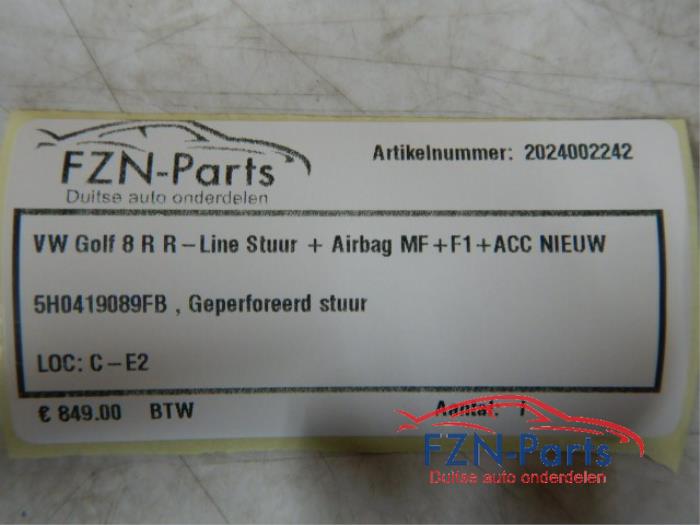 FZN-Parts
Duitse auto onderdelen
Artikelnummer: 2024002242
VW Golf 8 R R-Line Stuur + Airbag MF+F1+ACC NIEUW
5H0419089FB , Geperforeerd stuur
LOC: C-E2
€ 849.00 BTW
Aantal: 1
FZN-Parts
Duitse auto onderdelen